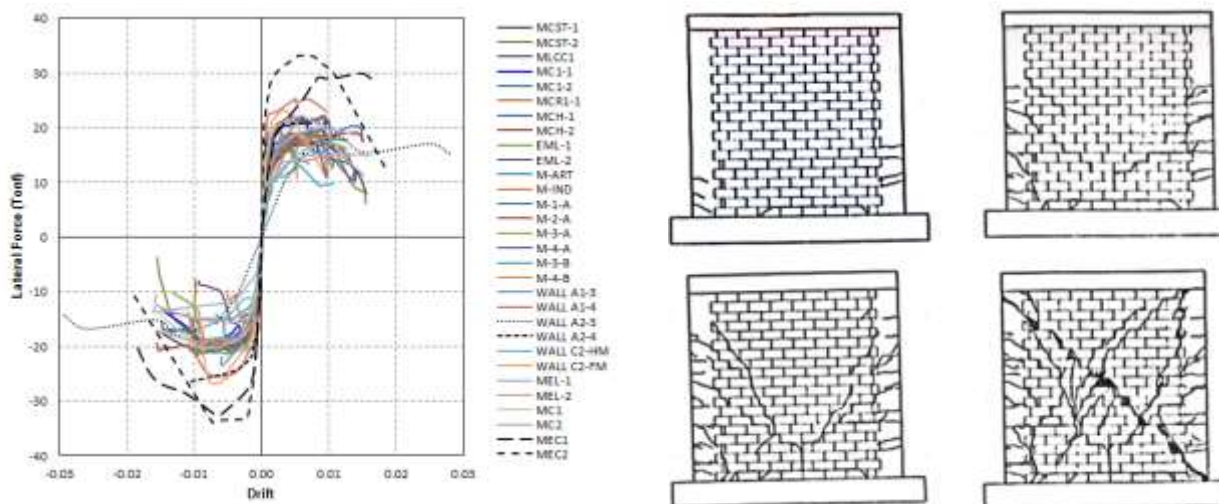 40
30
20
10
0
-10
-20
-30
-40
Lateral Force (Tonf)
-0.03
-0.02
-0.01
0.00
0.01
0.02
0.03
Drift
MCST-1
MCST-2
MLCC1
MC1-1
MC1-2
MCR1-1
MCH-1
MCH-2
EML-1
EML-2
M-ART
M-IND
M-1-A
M-2-A
M-3-A
M-4-A
M-3-B
M-4-B
WALL A1-3
WALL A1-4
WALL A2-3
WALL A2-4
WALL C2-HM
WALL C2-FM
MEL-1
MEL-2
MC1
MC2
MEC1
MEC2